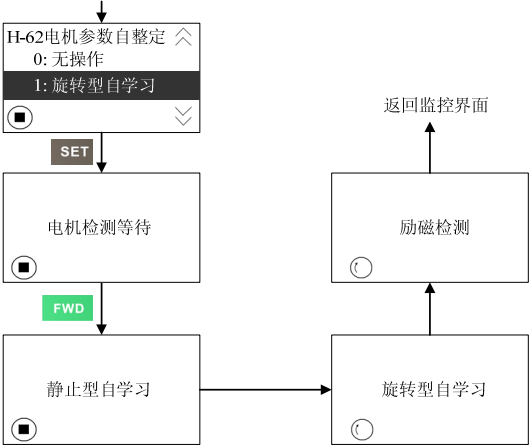 H-62电机参数自整定
0: 无操作
1: 旋转型自学习
SET
电机检测等待
FWD
静止型自学习
旋转型自学习
励磁检测
返回监控界面